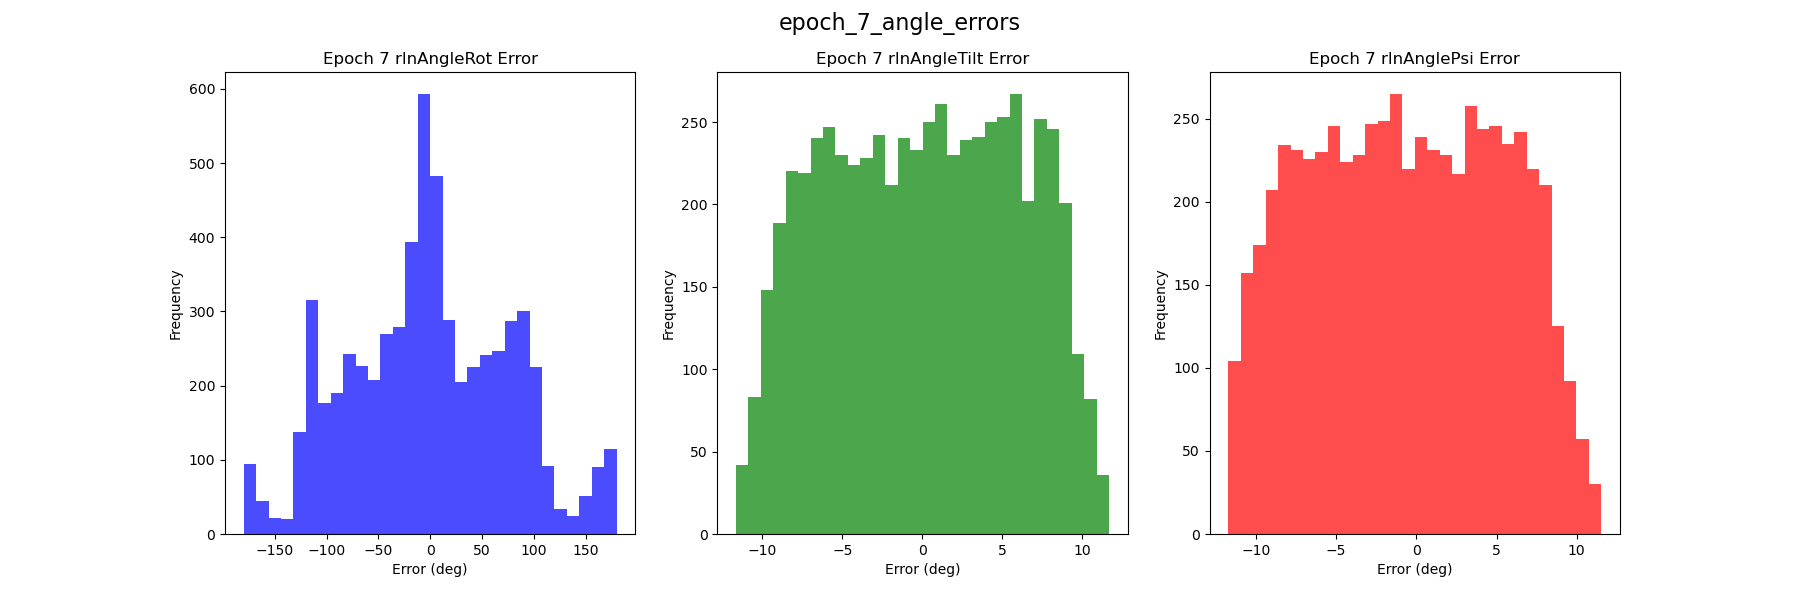 epoch_7_angle_errors
Epoch 7 rlnAngleRot Error
Frequency
600
500
400
300
200
100
0
−150 −100 −50 0 50 100 150
Error (deg)
Epoch 7 rlnAngleTilt Error
Frequency
250
200
150
100
50
0
−10 −5 0 5 10
Error (deg)
Epoch 7 rlnAnglePsi Error
Frequency
250
200
150
100
50
0
−10 −5 0 5 10
Error (deg)